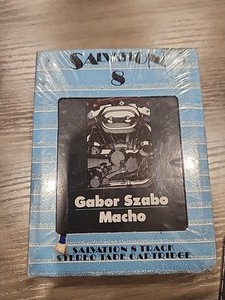 SALVATION
8
Gabor Szabo
Macho
SALVATION 8 TRACK
STEREO TAPE CARTRIDGE